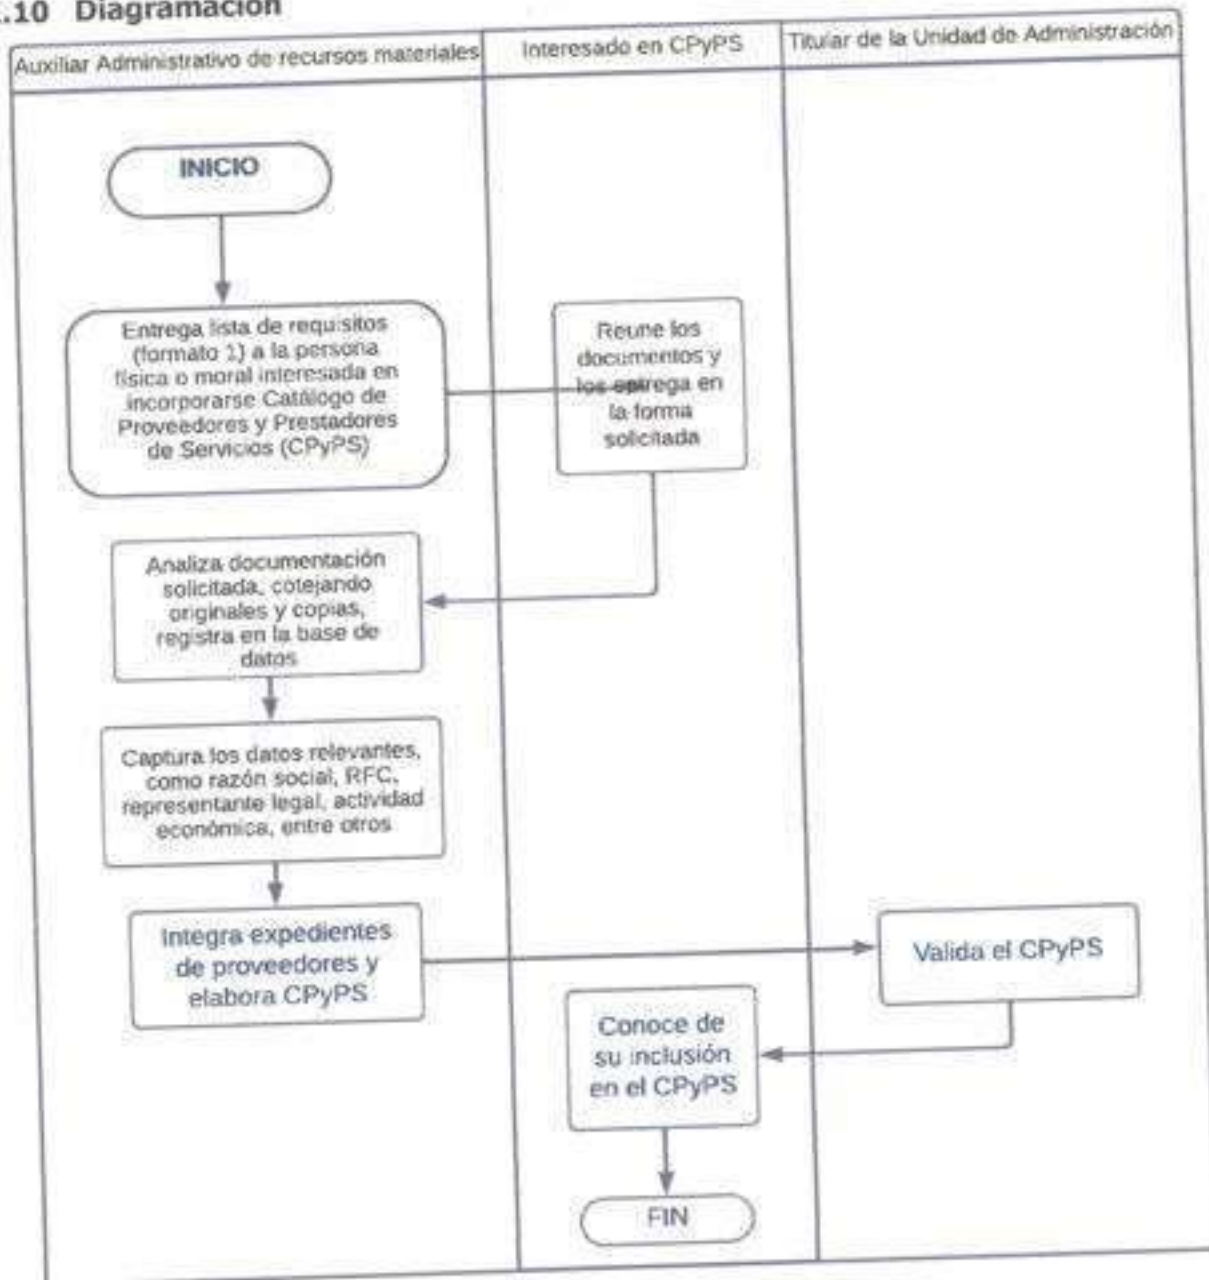 .10 Diagramación
Auxiliar Administrativo de recursos materiales
Interesado en CPyPS
Titular de la Unidad de Administración
INICIO
Entrega lista de requisitos
(formato 1) a la persona
física o moral interesada en
incorporarse Catálogo de
Proveedores y Prestadores
de Servicios (CPyPS)
Reune los
documentos y
los entrega en
la forma
solicitada
Analiza documentación
solicitada, cotejando
originales y copias,
registra en la base de
datos
Captura los datos relevantes,
como razón social, RFC,
representante legal, actividad
económica, entre otros
Integra expedientes
de proveedores y
elabora CPyPS
Valida el CPyPS
Conoce de
su inclusión
en el CPyPS
FIN